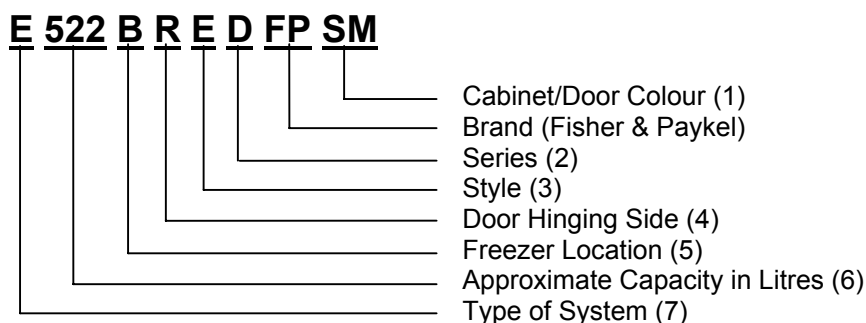 E 522 B R E D FP SM
Cabinet/Door Colour (1)
Brand (Fisher & Paykel)
Series (2)
Style (3)
Door Hinging Side (4)
Freezer Location (5)
Approximate Capacity in Litres (6)
Type of System (7)